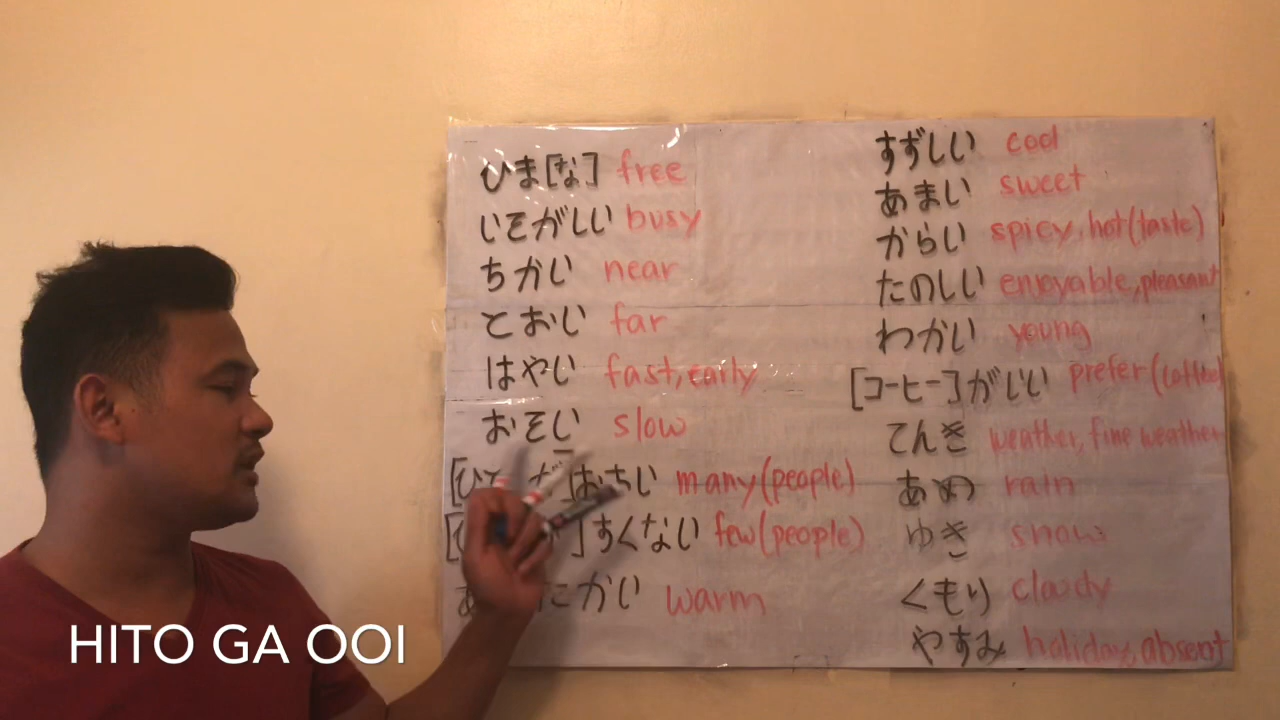 ひま[な] free
いそがしい busy
ちかい near
とおい far
はやい fast, early
おそい slow
が]おちい many(people)
]すくない few(people)
かい warm
すずしい cool
あまい sweet
からい spicy, hot(taste)
たのしい enjoyable, pleasant
わかい young
[コーヒー]がいい prefer(
てんき weather, fine weather
あめ rain
ゆき snow
くもり cloudy
やすみ holiday, absent
HITO GA OOI